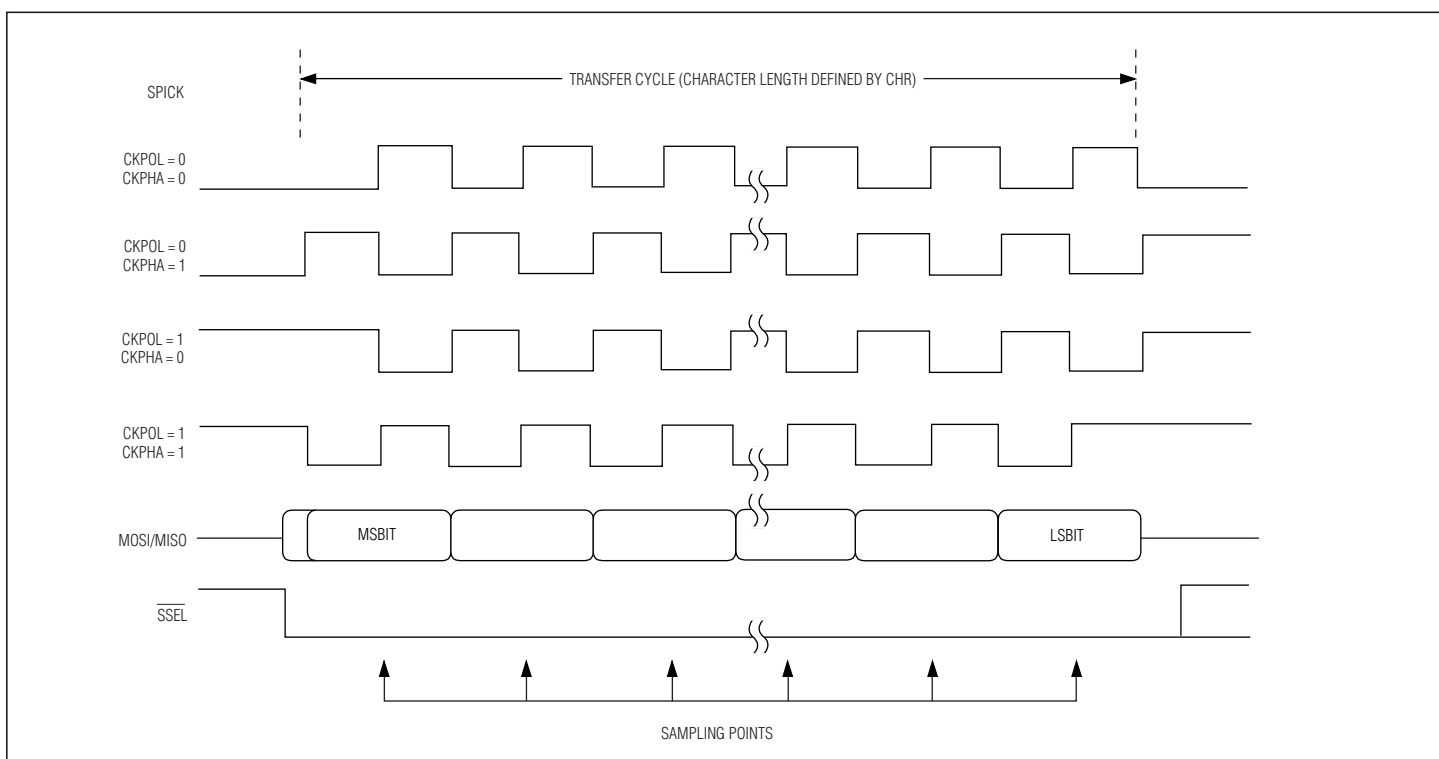 TRANSFER CYCLE (CHARACTER LENGTH DEFINED BY CHR)
SPICK
CKPOL = 0
CKPHA = 0
CKPOL = 0
CKPHA = 1
CKPOL = 1
CKPHA = 0
CKPOL = 1
CKPHA = 1
MOSI/MISO
MSBIT
LSBIT
SSEL
SAMPLING POINTS